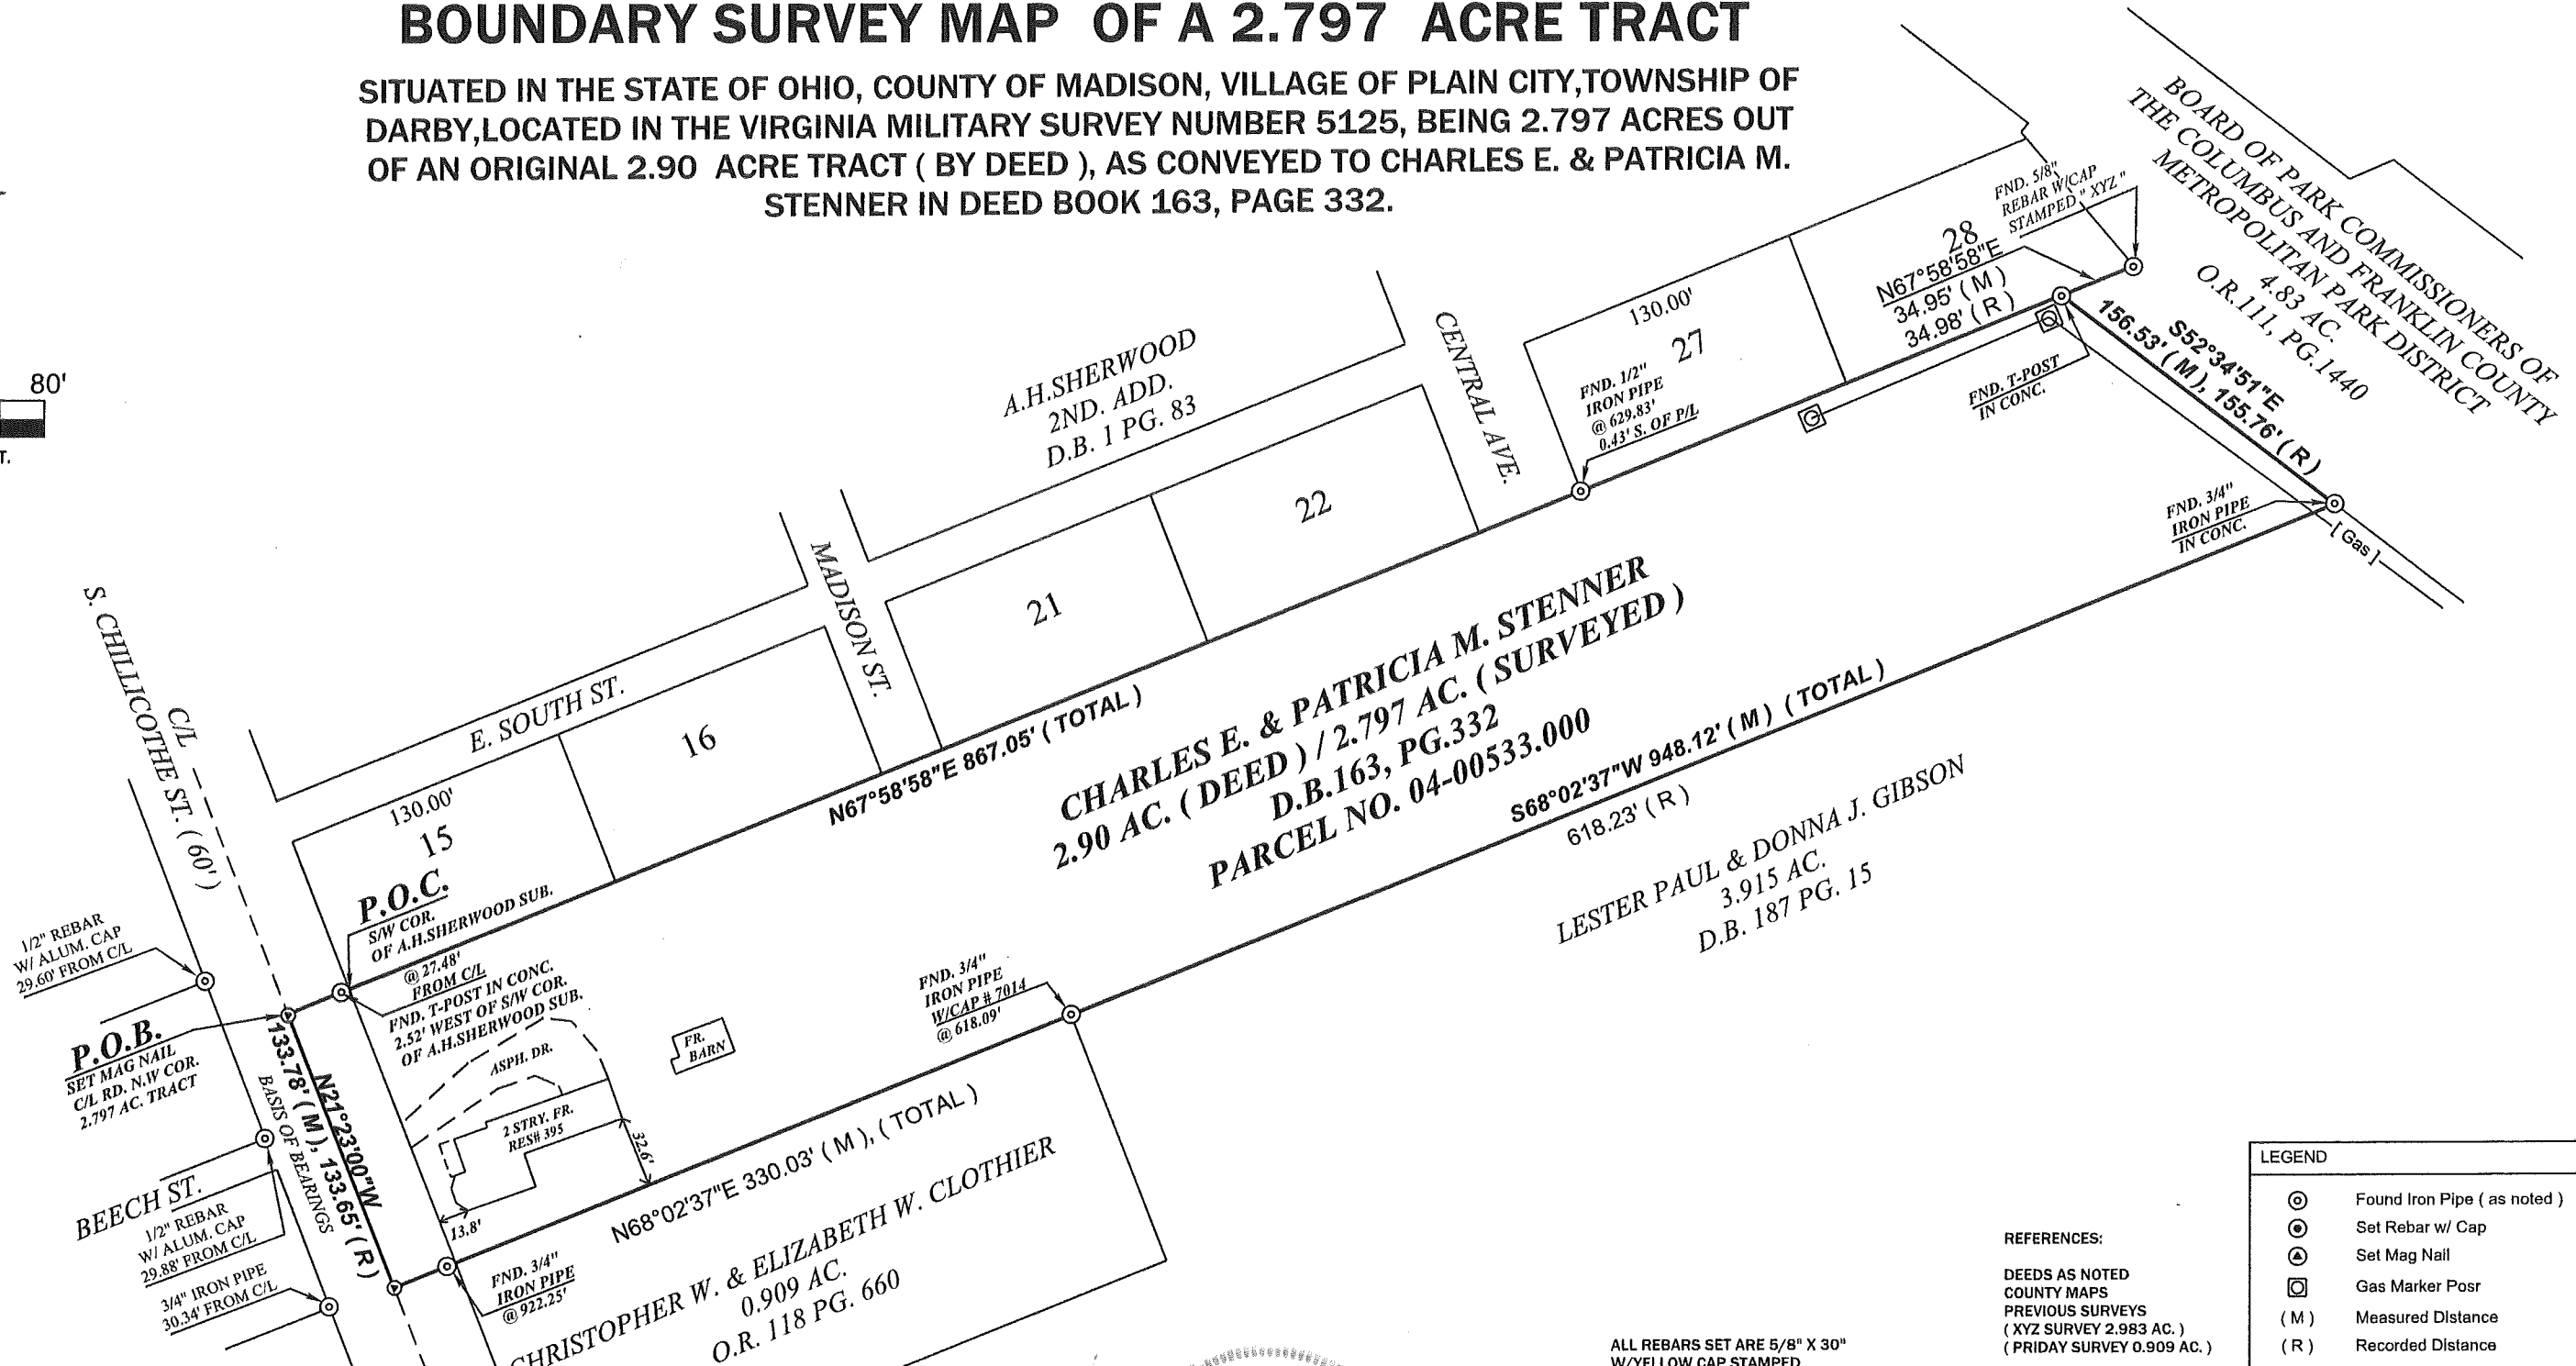 BOUNDARY SURVEY MAP OF A 2.797 ACRE TRACT
SITUATED IN THE STATE OF OHIO, COUNTY OF MADISON, VILLAGE OF PLAIN CITY,TOWNSHIP OF
DARBY,LOCATED IN THE VIRGINIA MILITARY SURVEY NUMBER 5125, BEING 2.797 ACRES OUT
OF AN ORIGINAL 2.90 ACRE TRACT ( BY DEED ), AS CONVEYED TO CHARLES E. & PATRICIA M.
STENNER IN DEED BOOK 163, PAGE 332.
BOARD OF PARK COMMISSIONERS OF
THE COLUMBUS AND FRANKLIN COUNTY
METROPOLITAN PARK DISTRICT
4.83 AC.
O.R.111, PG.1440
FND. 5/8"
REBAR W/CAP
STAMPED " XYZ "
28
N67°58'58"E
34.95' ( M )
34.98' ( R )
S52°34'51"E
156.53' ( M ), 155.76' ( R )
FND. T-POST
IN CONC.
FND. 3/4"
IRON PIPE
IN CONC.
[ Gas ]
130.00'
27
FND. 1/2"
IRON PIPE
@ 629.83'
0.43' S. OF P/L
CENTRAL AVE.
A.H.SHERWOOD
2ND. ADD.
D.B. 1 PG. 83
22
21
MADISON ST.
80'
T.
E. SOUTH ST.
16
130.00'
15
S. CHILLICOTHE ST. ( 60' )
C/L
N67°58'58"E 867.05' ( TOTAL )
CHARLES E. & PATRICIA M. STENNER
2.90 AC. ( DEED ) / 2.797 AC. ( SURVEYED )
D.B.163, PG.332
PARCEL NO. 04-00533.000
S68°02'37"W 948.12' ( M ) ( TOTAL )
618.23' ( R )
LESTER PAUL & DONNA J. GIBSON
3.915 AC.
D.B. 187 PG. 15
P.O.C.
S/W COR.
OF A.H.SHERWOOD SUB.
@ 27.48'
FROM C/L
FND. T-POST IN CONC.
2.52' WEST OF S/W COR.
OF A.H.SHERWOOD SUB.
1/2" REBAR
W/ ALUM. CAP
29.60' FROM C/L
P.O.B.
SET MAG NAIL
C/L RD. N.W COR.
2.797 AC. TRACT
N21°23'00"W
133.78' ( M ), 133.65' ( R )
BASIS OF BEARINGS
ASPH. DR.
2 STRY. FR.
RES# 395
FR.
BARN
32.6'
13.8'
FND. 3/4"
IRON PIPE
W/CAP # 7014
@ 618.09'
N68°02'37"E 330.03' ( M ), ( TOTAL )
BEECH ST.
1/2" REBAR
W/ ALUM. CAP
29.88' FROM C/L
3/4" IRON PIPE
30.34' FROM C/L
FND. 3/4"
IRON PIPE
@ 922.25'
CHRISTOPHER W. & ELIZABETH W. CLOTHIER
0.909 AC.
O.R. 118 PG. 660
ALL REBARS SET ARE 5/8" X 30"
W/YELLOW CAP STAMPED
REFERENCES:
DEEDS AS NOTED
COUNTY MAPS
PREVIOUS SURVEYS
( XYZ SURVEY 2.983 AC. )
( PRIDAY SURVEY 0.909 AC. )
LEGEND
Found Iron Pipe ( as noted )
Set Rebar w/ Cap
Set Mag Nail
Gas Marker Posr
( M ) Measured Distance
( R ) Recorded Distance